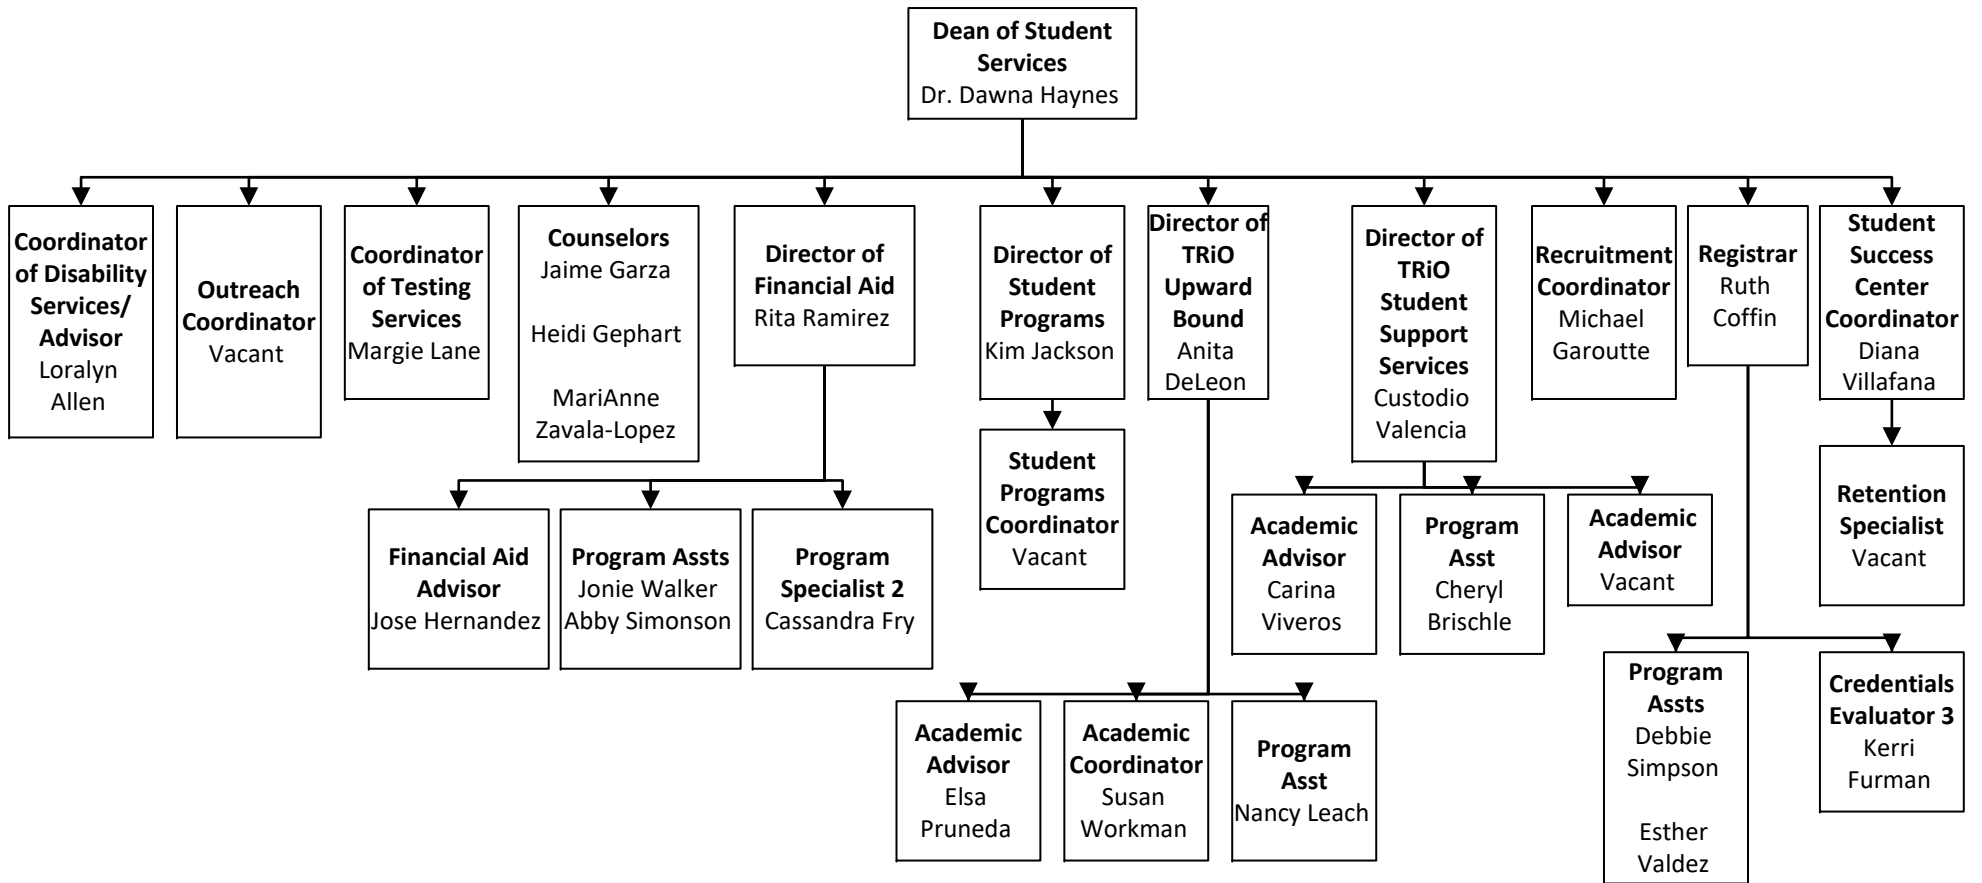 Dean of Student
Services
Dr. Dawna Haynes
Coordinator
of Disability
Services/
Advisor
Loralyn
Allen
Outreach
Coordinator
Vacant
Coordinator
of Testing
Services
Margie Lane
Counselors
Jaime Garza
Heidi Gephart
MariAnne
Zavala-Lopez
Director of
Financial Aid
Rita Ramirez
Director of
Student
Programs
Kim Jackson
Director of
TRiO
Upward
Bound
Anita
DeLeon
Director of
TRiO
Student
Support
Services
Custodio
Valencia
Recruitment
Coordinator
Michael
Garoutte
Registrar
Ruth
Coffin
Student
Success
Center
Coordinator
Diana
Villafana
Financial Aid
Advisor
Jose Hernandez
Program Assts
Jonie Walker
Abby Simonson
Program
Specialist 2
Cassandra Fry
Student
Programs
Coordinator
Vacant
Academic
Advisor
Carina
Viveros
Program
Asst
Cheryl
Brischle
Academic
Advisor
Vacant
Retention
Specialist
Vacant
Academic
Advisor
Elsa
Pruneda
Academic
Coordinator
Susan
Workman
Program
Asst
Nancy Leach
Program
Assts
Debbie
Simpson
Esther
Valdez
Credentials
Evaluator 3
Kerri
Furman